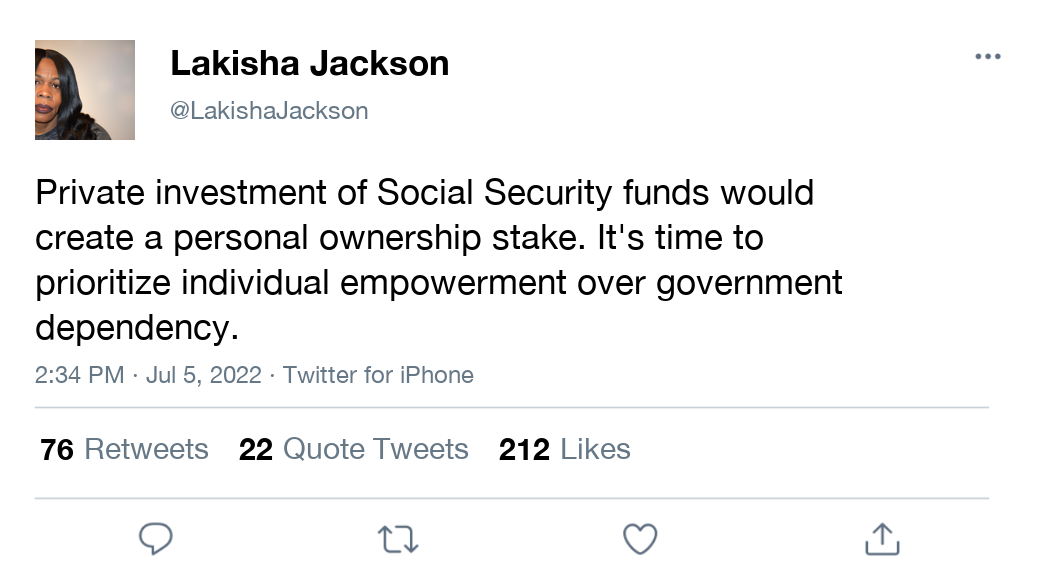 Lakisha Jackson
@LakishaJackson
Private investment of Social Security funds would
create a personal ownership stake. It's time to
prioritize individual empowerment over government
dependency.
2:34 PM · Jul 5, 2022 · Twitter for iPhone
76 Retweets 22 Quote Tweets 212 Likes